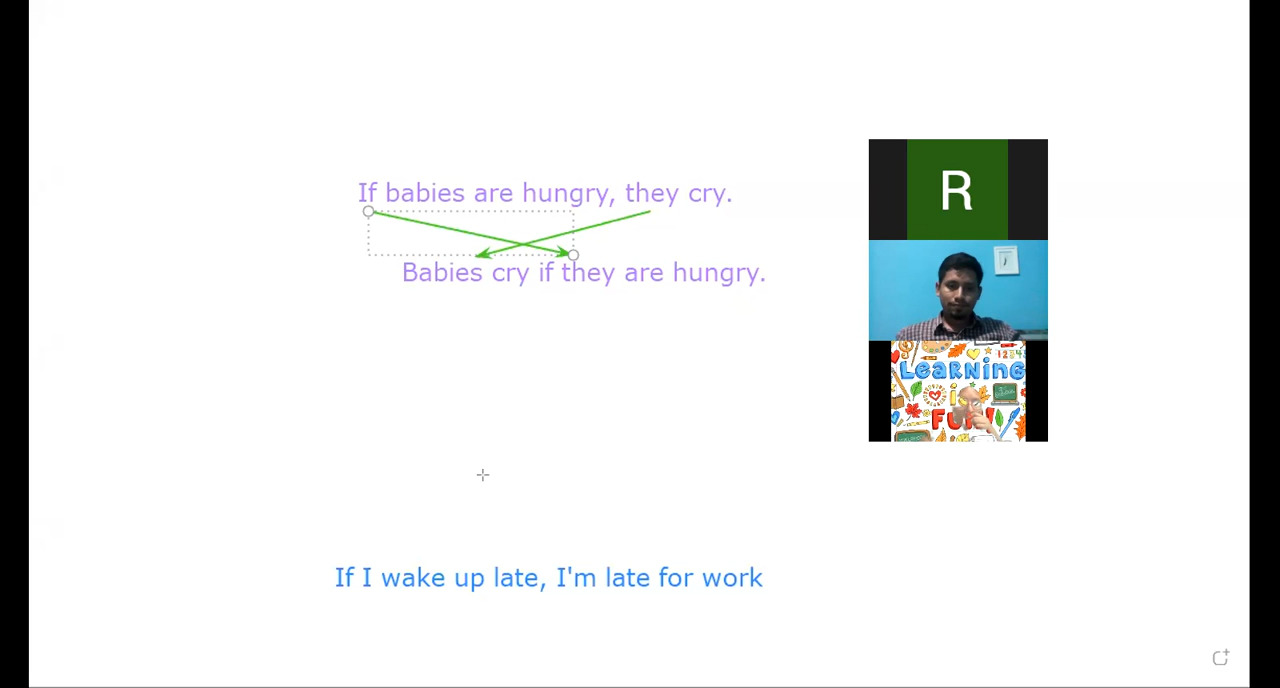 If babies are hungry, they cry.
Babies cry if they are hungry.
R
LEARNING
is
FUN!
If I wake up late, I'm late for work